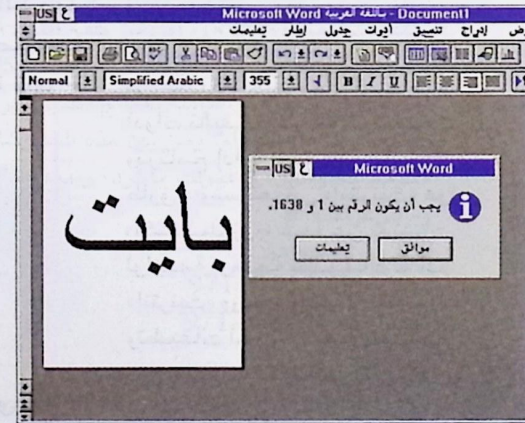 US ع Microsoft Word باللغة العربية - Document1
إدراج تنسيق أدوات جدول إطار تعليمات
Normal Simplified Arabic 355 B I U
بايت
US ع Microsoft Word
يجب أن يكون الرقم بين 1 و 1638.
موافق تعليمات